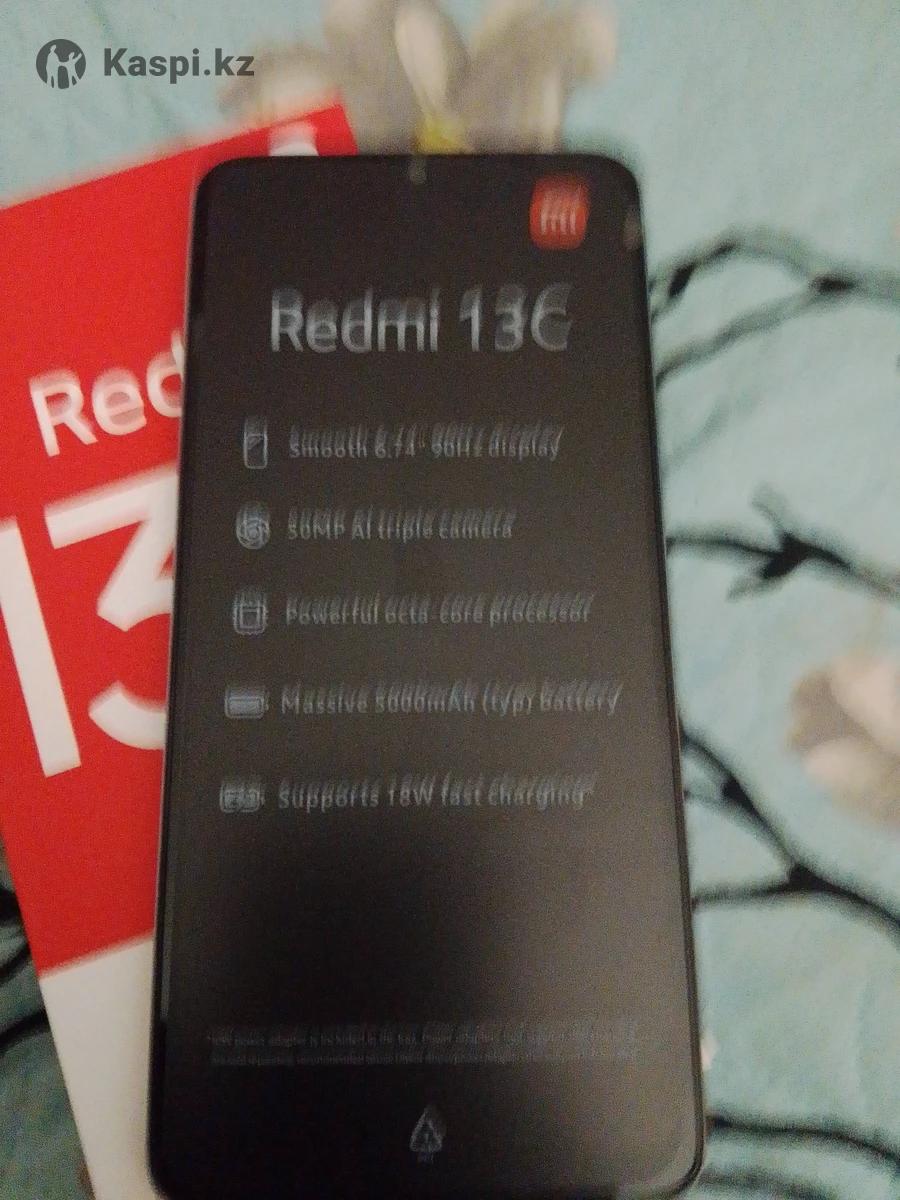 Kaspi.kz
Redmi 13C
Red
13
Smooth 6.74" 90Hz display
50MP AI triple camera
Powerful octa-core processor
Massive 5000mAh (typ) battery
Supports 18W fast charging*